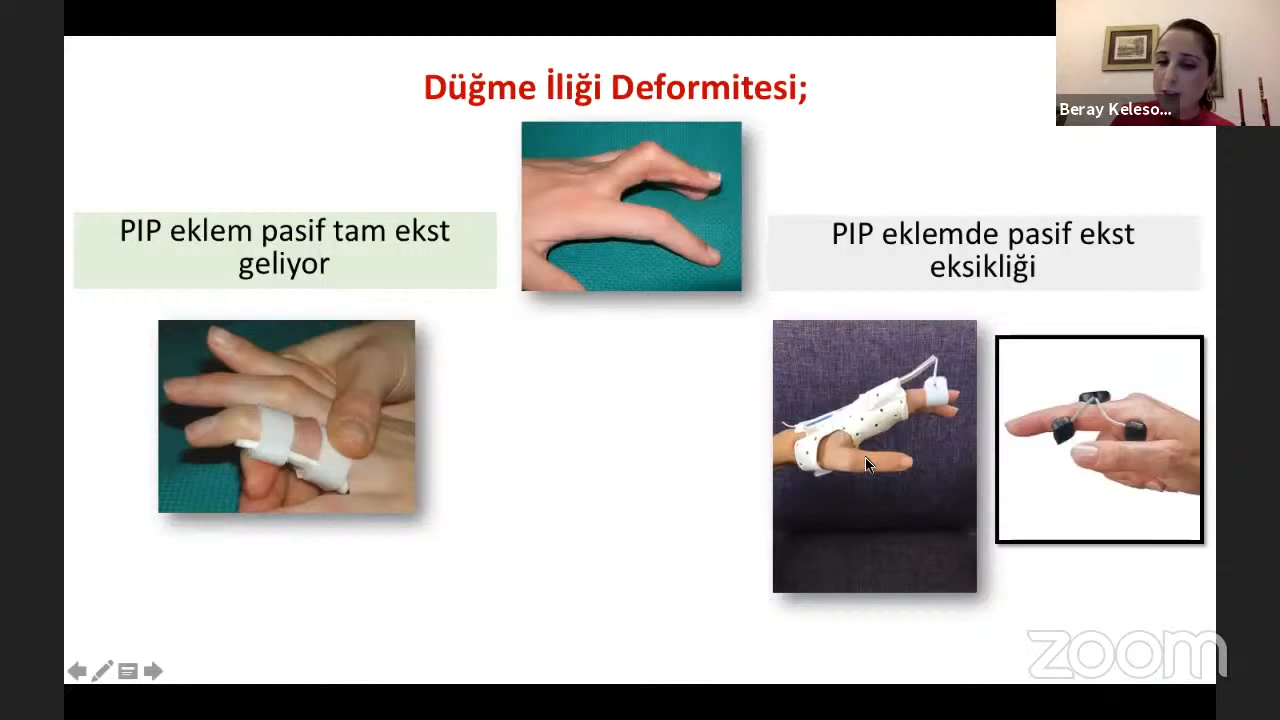 Düğme İliği Deformitesi;
Beray Keleso...
PIP eklem pasif tam ekst
geliyor
PIP eklemde pasif ekst
eksikliği
zoom